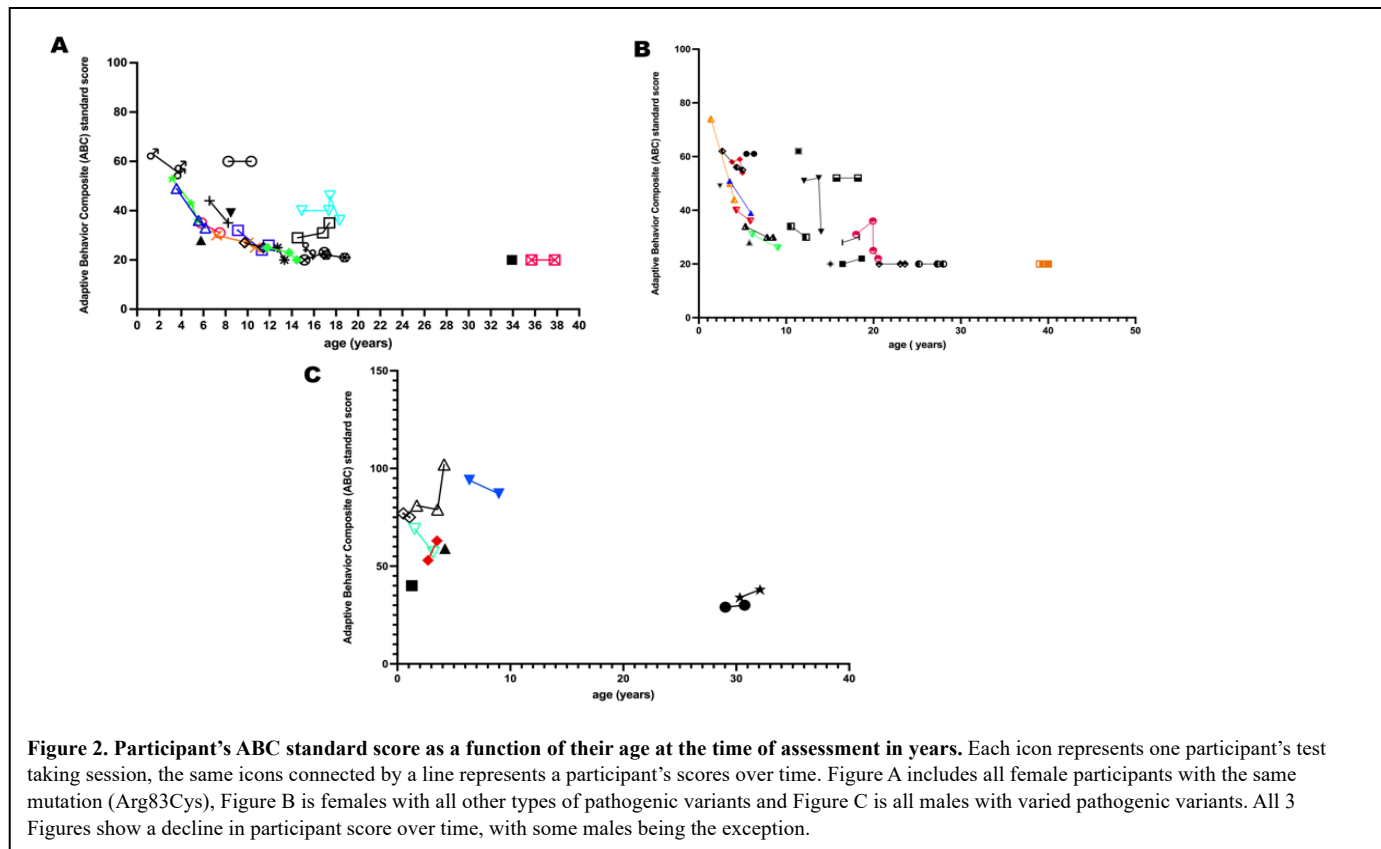 A
Adaptive Behavior Composite (ABC) standard score
100
80
60
40
20
0
0 2 4 6 8 10 12 14 16 18 20 22 24 26 28 30 32 34 36 38 40
age (years)
B
Adaptive Behavior Composite (ABC) standard score
100
80
60
40
20
0
0 10 20 30 40 50
age ( years)
C
Adaptive Behavior Composite (ABC) standard score
150
100
50
0
0 10 20 30 40
age (years)
Figure 2. Participant’s ABC standard score as a function of their age at the time of assessment in years. Each icon represents one participant’s test
taking session, the same icons connected by a line represents a participant’s scores over time. Figure A includes all female participants with the same
mutation (Arg83Cys), Figure B is females with all other types of pathogenic variants and Figure C is all males with varied pathogenic variants. All 3
Figures show a decline in participant score over time, with some males being the exception.